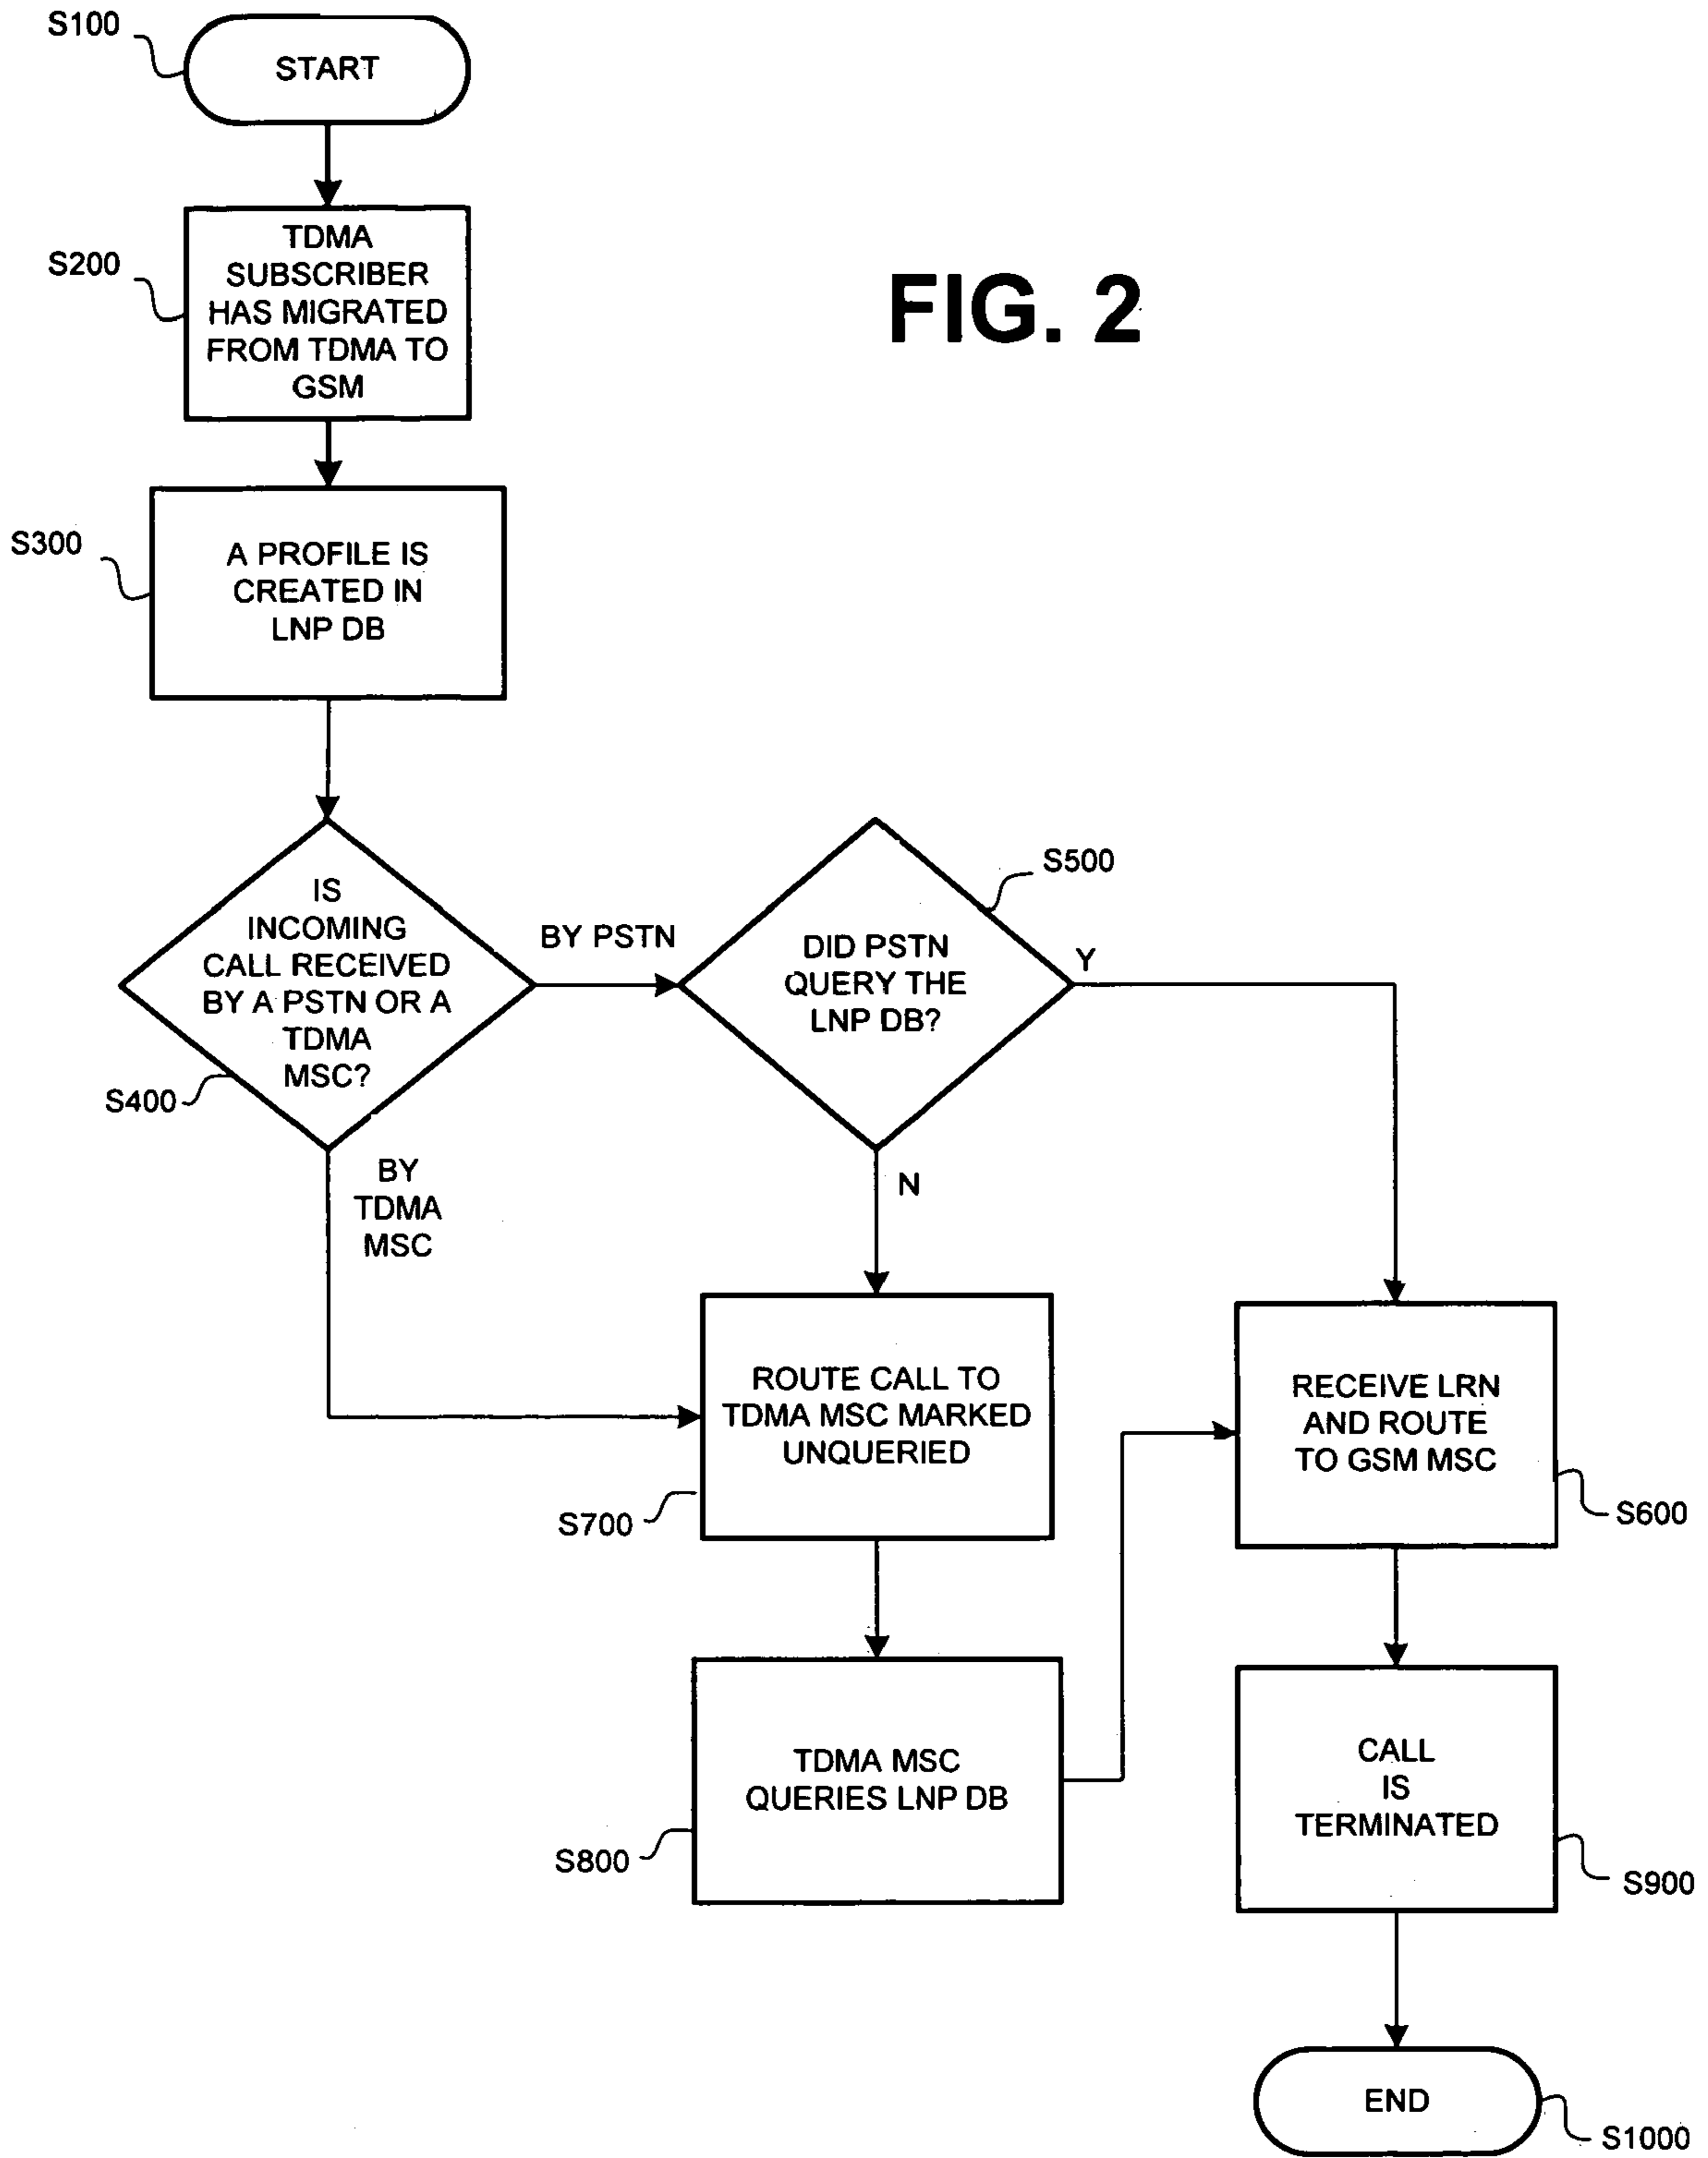 S100
START
S200
TDMA
SUBSCRIBER
HAS MIGRATED
FROM TDMA TO
GSM
FIG. 2
S300
A PROFILE IS
CREATED IN
LNP DB
IS
INCOMING
CALL RECEIVED
BY A PSTN OR A
TDMA
MSC?
S400
BY PSTN
BY
TDMA
MSC
S500
DID PSTN
QUERY THE
LNP DB?
Y
N
ROUTE CALL TO
TDMA MSC MARKED
UNQUERIED
S700
RECEIVE LRN
AND ROUTE
TO GSM MSC
S600
TDMA MSC
QUERIES LNP DB
S800
CALL
IS
TERMINATED
S900
END
S1000